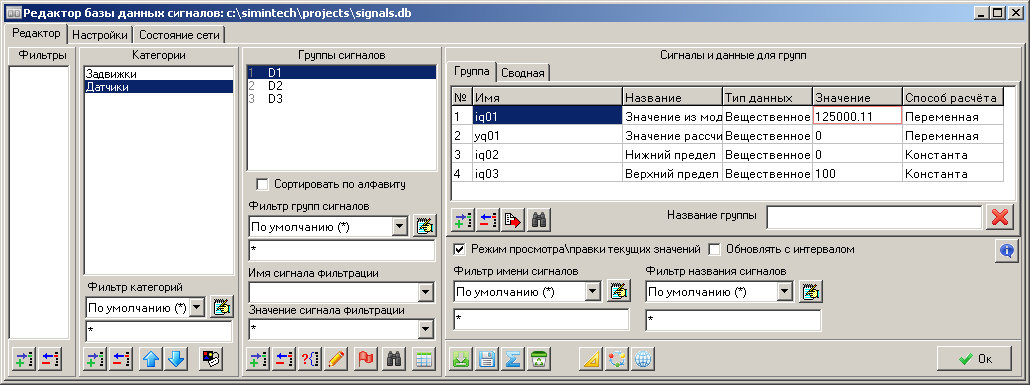 Редактор базы данных сигналов: c:\simintech\projects\signals.db
Редактор Настройки Состояние сети
Фильтры
Категории
Задвижки
Датчики
Фильтр категорий
По умолчанию (*)
*
Группы сигналов
1 D1
2 D2
3 D3
Сортировать по алфавиту
Фильтр групп сигналов
По умолчанию (*)
*
Имя сигнала фильтрации
Значение сигнала фильтрации
*
Сигналы и данные для групп
Группа Сводная
№ Имя Название Тип данных Значение Способ расчёта
1 iq01 Значение из мод Вещественное 125000.11 Переменная
2 yq01 Значение рассчи Вещественное 0 Переменная
3 iq02 Нижний предел Вещественное 0 Константа
4 iq03 Верхний предел Вещественное 100 Константа
Название группы
Режим просмотра\правки текущих значений Обновлять с интервалом
Фильтр имени сигналов Фильтр названия сигналов
По умолчанию (*) По умолчанию (*)
* *
Ок